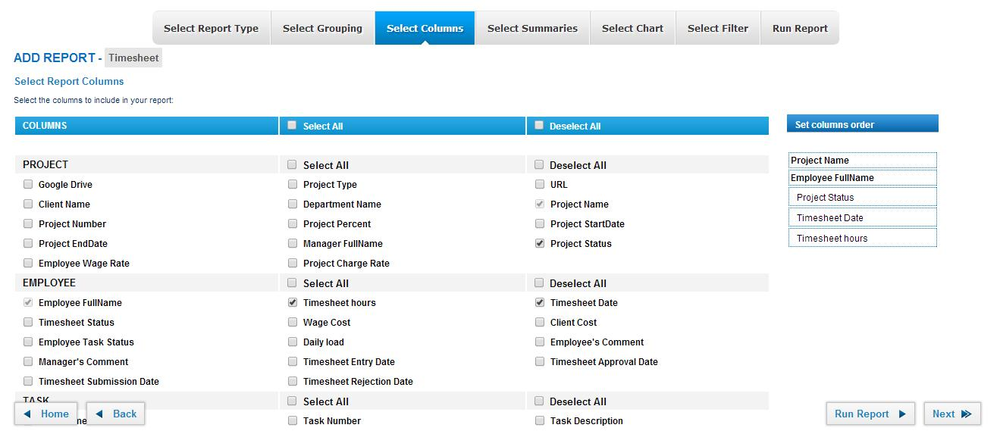 Select Report Type Select Grouping Select Columns Select Summaries Select Chart Select Filter Run Report
ADD REPORT - Timesheet
Select Report Columns
Select the columns to include in your report:
COLUMNS Select All Deselect All
PROJECT Select All Deselect All
Google Drive Project Type URL
Client Name Department Name Project Name
Project Number Project Percent Project StartDate
Project EndDate Manager FullName Project Status
Employee Wage Rate Project Charge Rate
EMPLOYEE Select All Deselect All
Employee FullName Timesheet hours Timesheet Date
Timesheet Status Wage Cost Client Cost
Employee Task Status Daily load Employee's Comment
Manager's Comment Timesheet Entry Date Timesheet Approval Date
Timesheet Submission Date Timesheet Rejection Date
TASK Select All Deselect All
Task Number Task Description
Set columns order
Project Name
Employee FullName
Project Status
Timesheet Date
Timesheet hours
Home Back Run Report Next